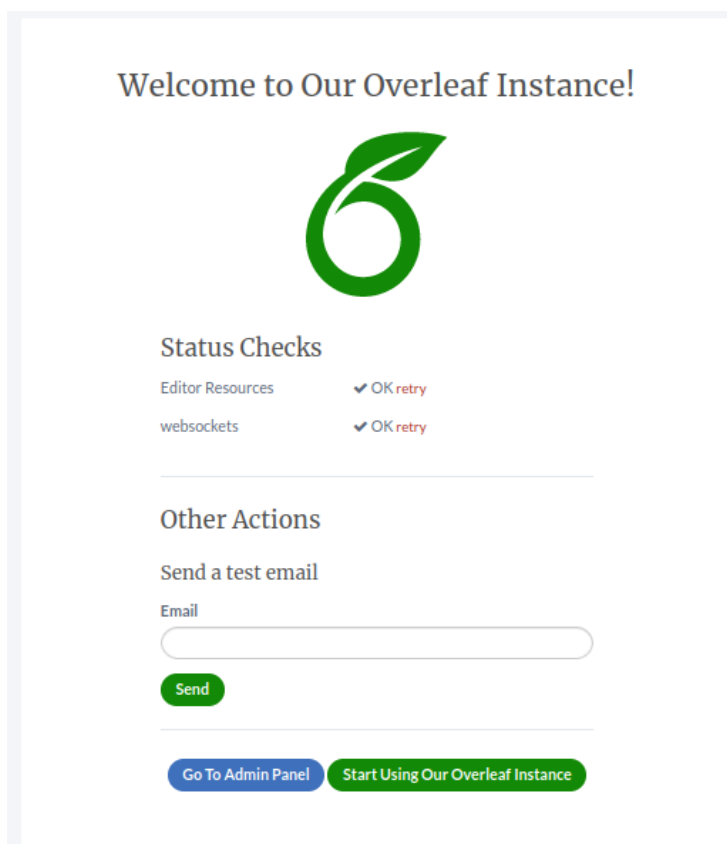 Welcome to Our Overleaf Instance!
Status Checks
Editor Resources ✔ OK retry
websockets ✔ OK retry
Other Actions
Send a test email
Email
Send
Go To Admin Panel Start Using Our Overleaf Instance